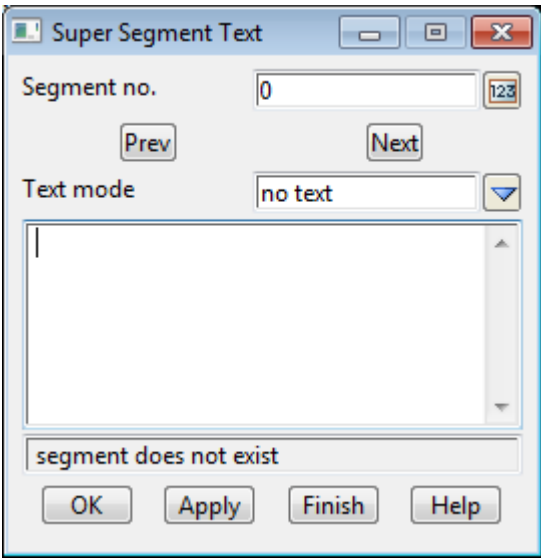 Super Segment Text
Segment no. 0 123
Prev Next
Text mode no text
segment does not exist
OK Apply Finish Help